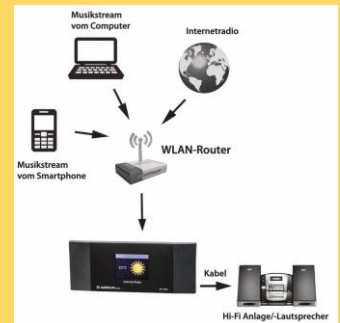 Musikstream
vom Computer
Internetradio
WLAN-Router
Musikstream
vom Smartphone
Kabel
Hi-Fi Anlage/-Lautsprecher